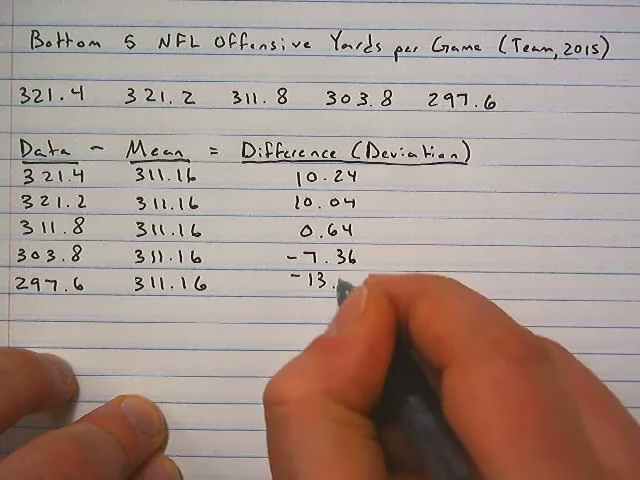 Bottom 5 NFL Offensive Yards per Game (Team, 2015)
321.4 321.2 311.8 303.8 297.6
Data - Mean = Difference (Deviation)
321.4 311.16 10.24
321.2 311.16 10.04
311.8 311.16 0.64
303.8 311.16 -7.36
297.6 311.16 -13.